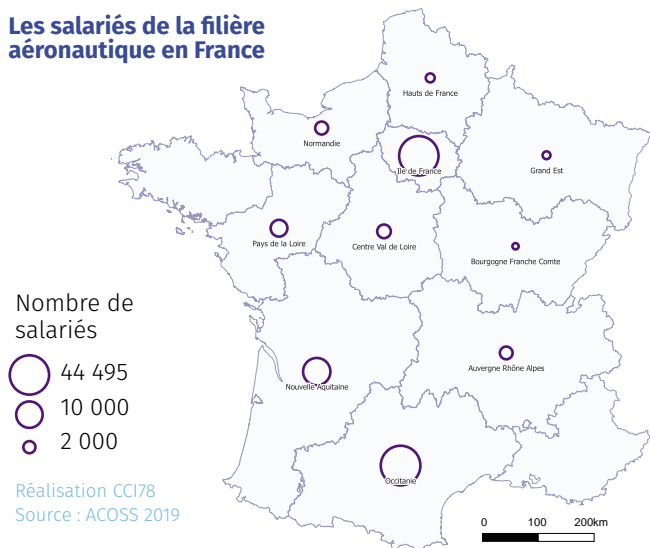 Les salariés de la filière
aéronautique en France
Hauts de France
Normandie
Ile de France
Grand Est
Pays de la Loire
Centre Val de Loire
Bourgogne Franche Comte
Nombre de
salariés
44 495
10 000
2 000
Auvergne Rhône Alpes
Nouvelle Aquitaine
Occitanie
Réalisation CCI78
Source : ACOSS 2019
0 100 200km